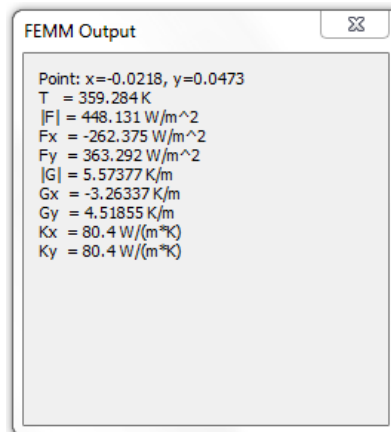 FEMM Output
Point: x=-0.0218, y=0.0473
T = 359.284 K
|F| = 448.131 W/m^2
Fx = -262.375 W/m^2
Fy = 363.292 W/m^2
|G| = 5.57377 K/m
Gx = -3.26337 K/m
Gy = 4.51855 K/m
Kx = 80.4 W/(m*K)
Ky = 80.4 W/(m*K)